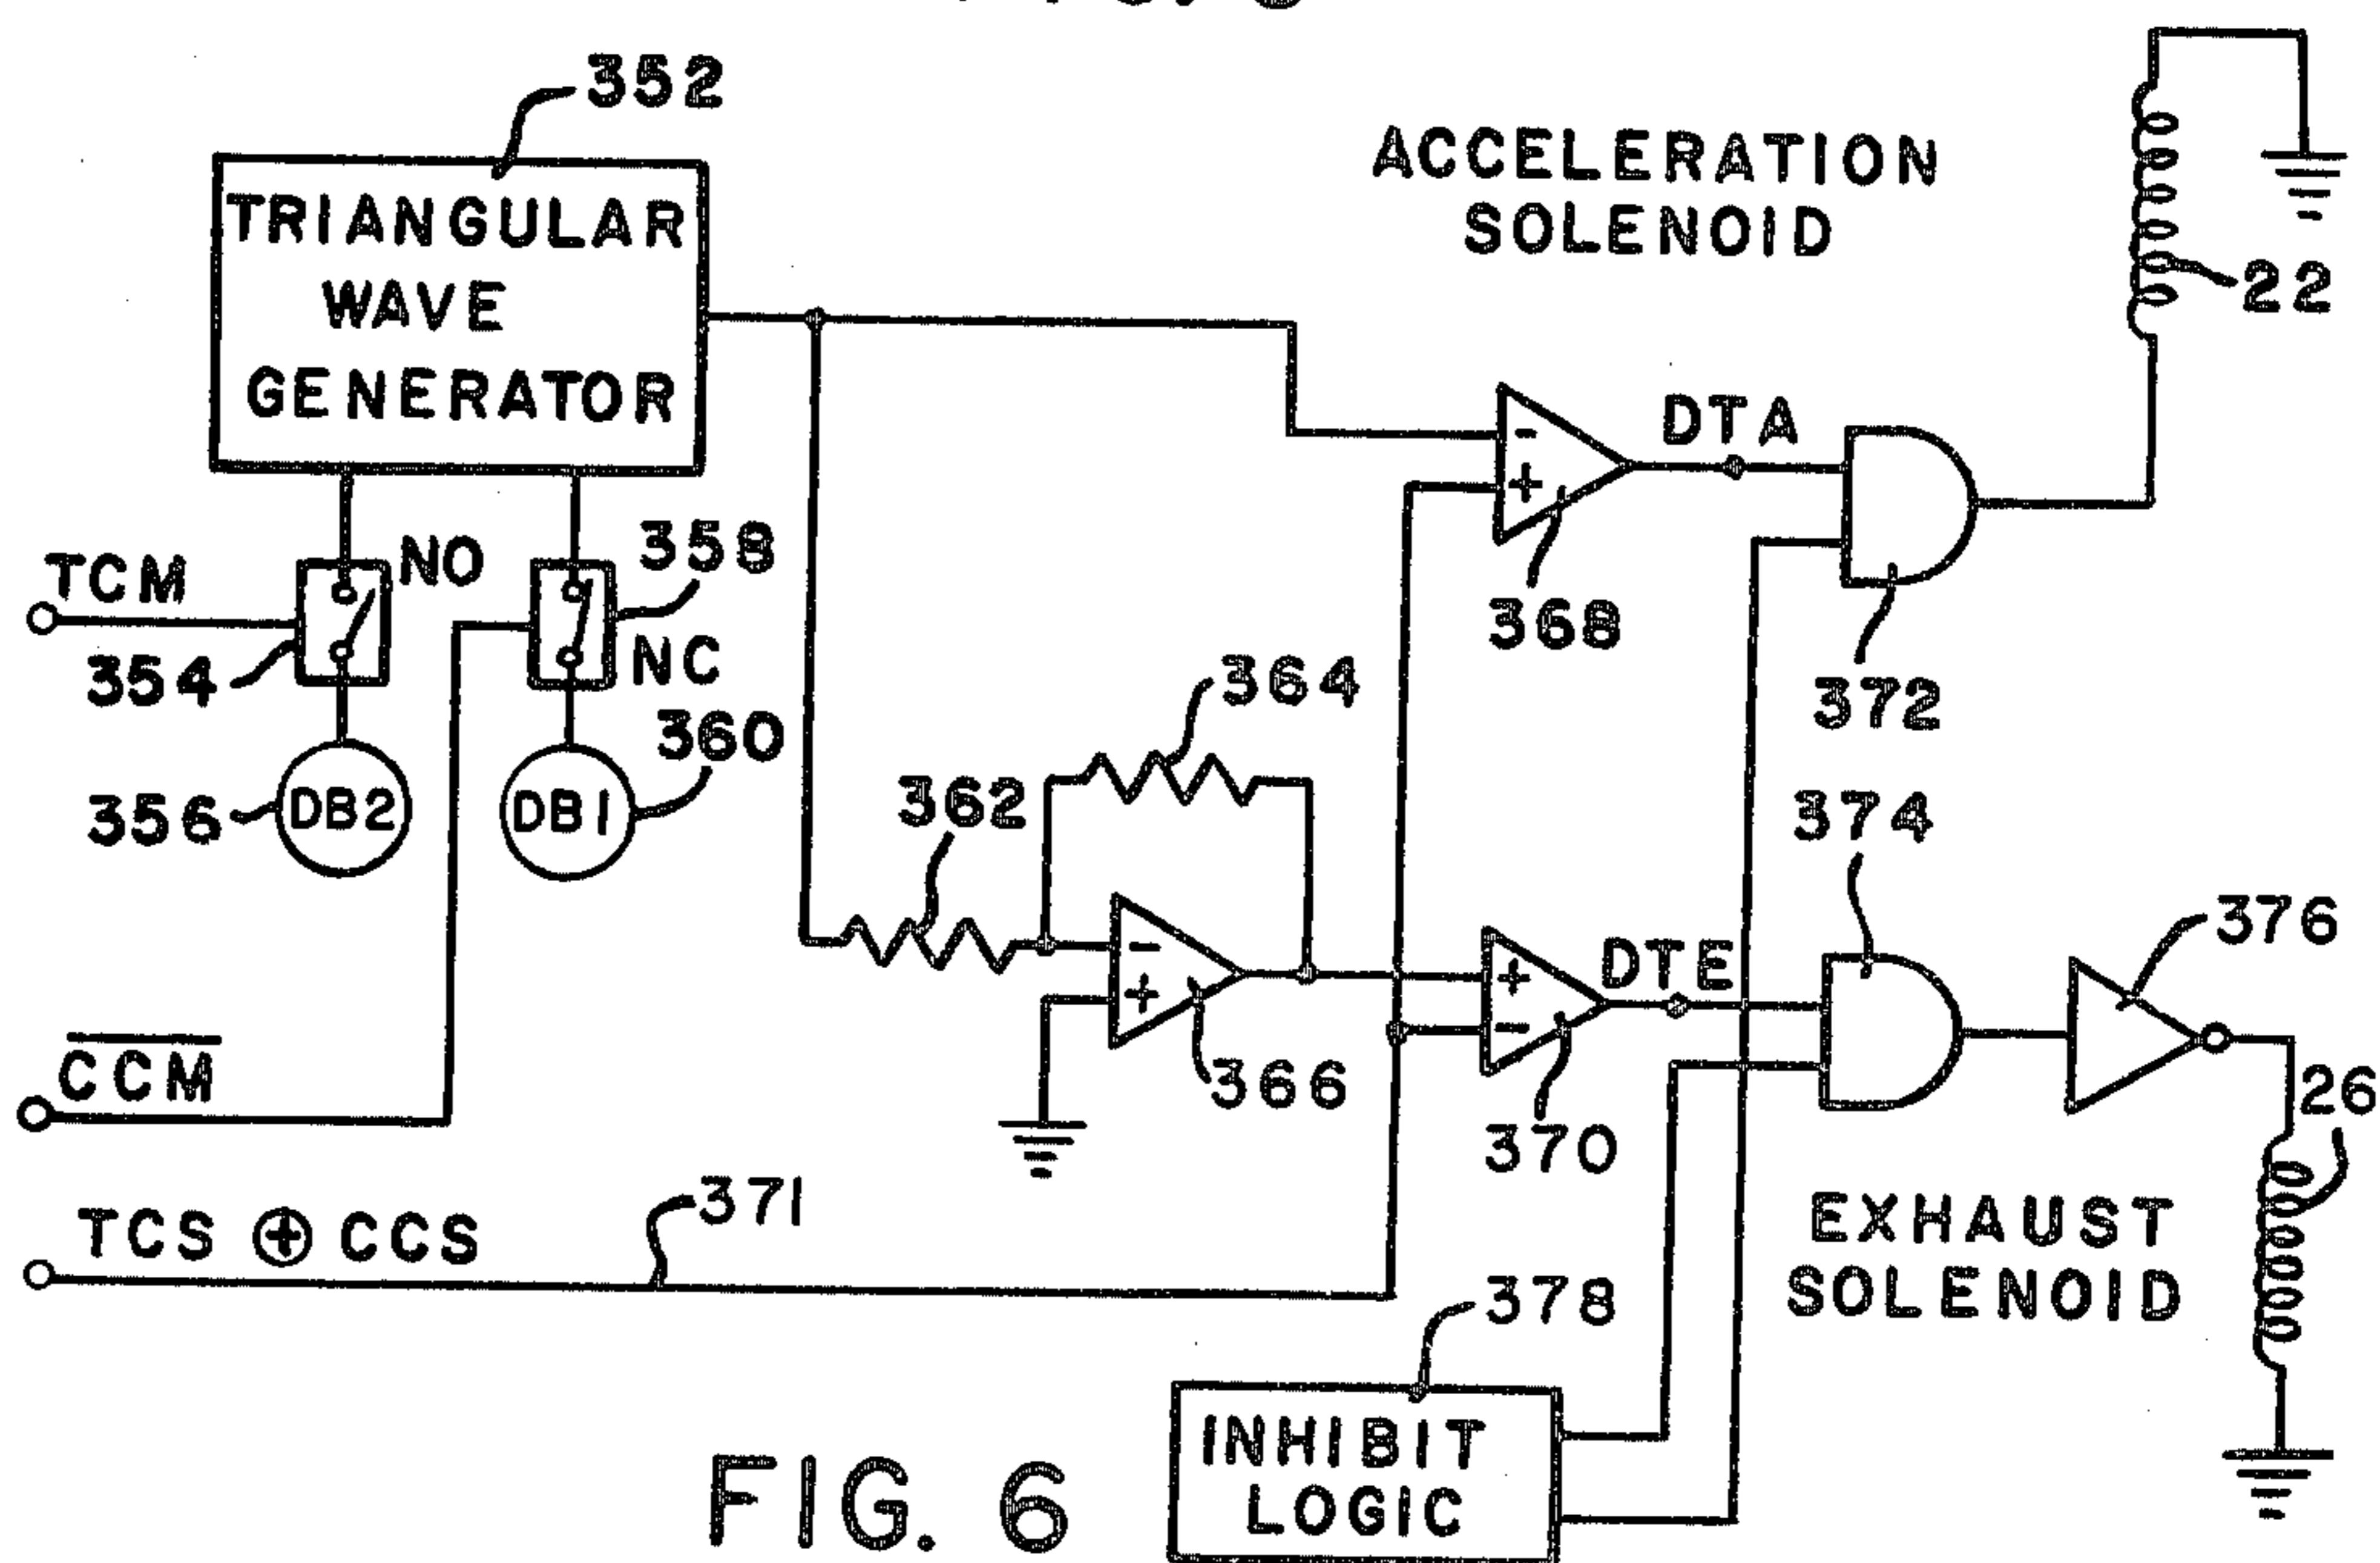 352
TRIANGULAR
WAVE
GENERATOR
ACCELERATION
SOLENOID
22
TCM
NO
358
354
NC
356
DB2
DB1
360
DTA
-
+
368
372
364
362
-
+
366
+
-
370
DTE
374
376
26
CCM
TCS ⊕ CCS
371
EXHAUST
SOLENOID
378
INHIBIT
LOGIC
FIG. 6